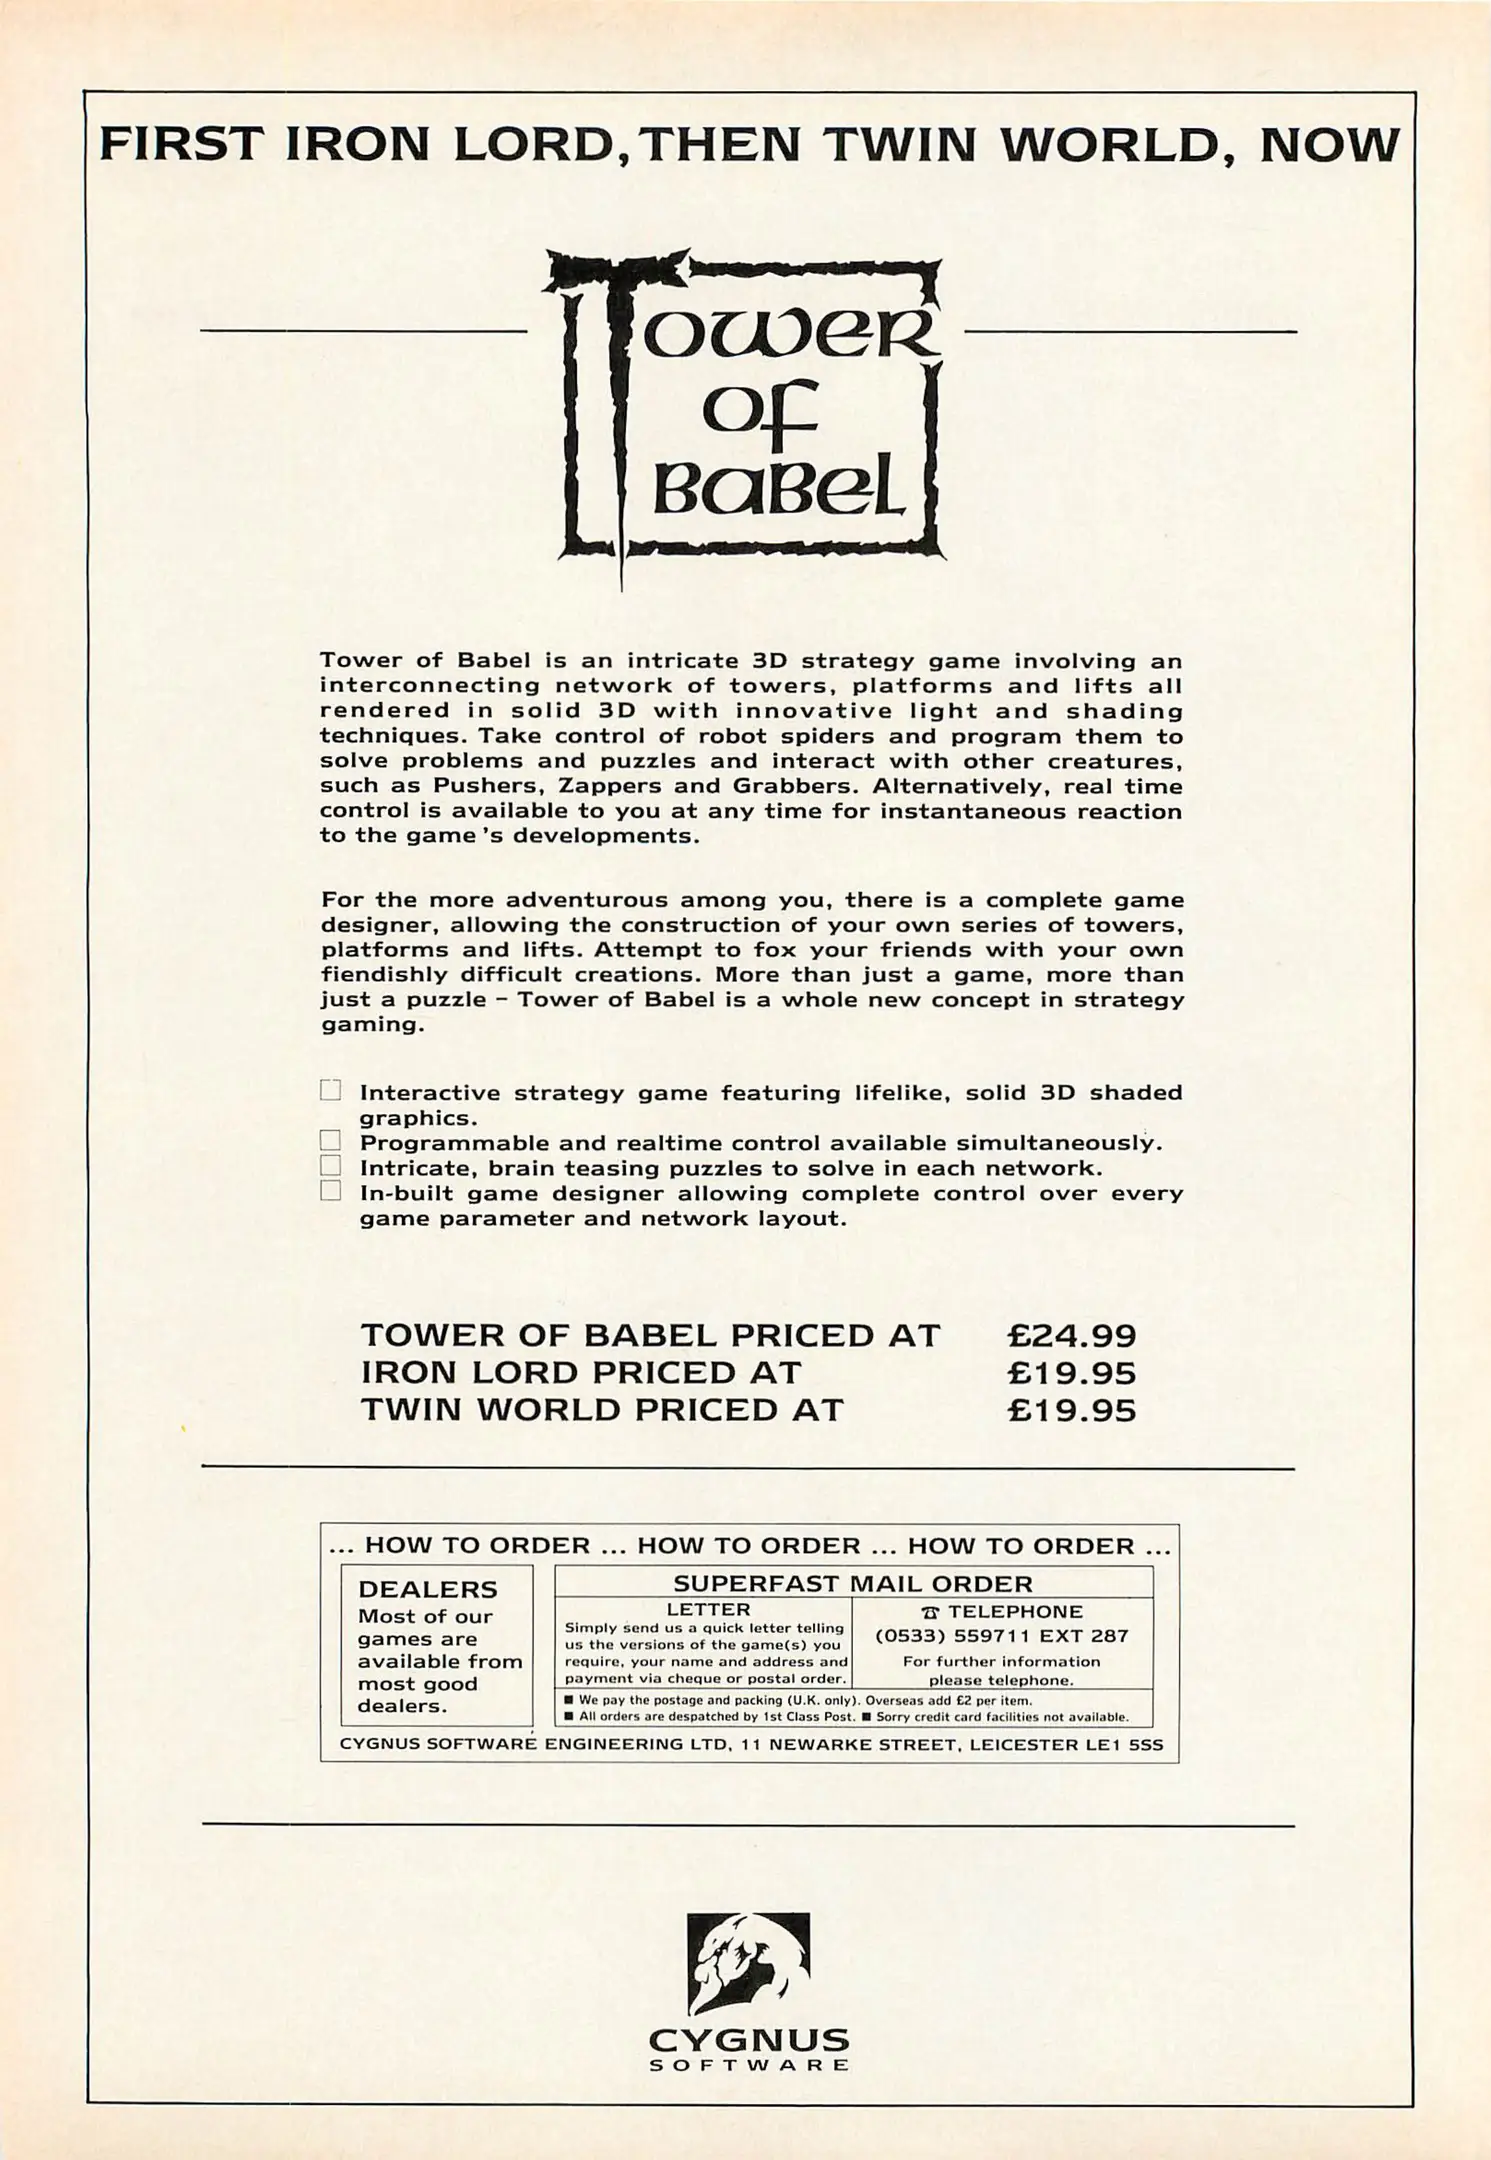 FIRST IRON LORD, THEN TWIN WORLD, NOW
TOWER
OF
BABEL
Tower of Babel is an intricate 3D strategy game involving an
interconnecting network of towers, platforms and lifts all
rendered in solid 3D with innovative light and shading
techniques. Take control of robot spiders and program them to
solve problems and puzzles and interact with other creatures,
such as Pushers, Zappers and Grabbers. Alternatively, real time
control is available to you at any time for instantaneous reaction
to the game's developments.
For the more adventurous among you, there is a complete game
designer, allowing the construction of your own series of towers,
platforms and lifts. Attempt to fox your friends with your own
fiendishly difficult creations. More than just a game, more than
just a puzzle – Tower of Babel is a whole new concept in strategy
gaming.
☐ Interactive strategy game featuring lifelike, solid 3D shaded
graphics.
☐ Programmable and realtime control available simultaneously.
☐ Intricate, brain teasing puzzles to solve in each network.
☐ In-built game designer allowing complete control over every
game parameter and network layout.
TOWER OF BABEL PRICED AT £24.99
IRON LORD PRICED AT £19.95
TWIN WORLD PRICED AT £19.95
... HOW TO ORDER ... HOW TO ORDER ... HOW TO ORDER ...
DEALERS
Most of our
games are
available from
most good
dealers.
SUPERFAST MAIL ORDER
LETTER
Simply send us a quick letter telling
us the versions of the game(s) you
require, your name and address and
payment via cheque or postal order.
☎ TELEPHONE
(0533) 559711 EXT 287
For further information
please telephone.
■ We pay the postage and packing (U.K. only). Overseas add £2 per item.
■ All orders are despatched by 1st Class Post. ■ Sorry credit card facilities not available.
CYGNUS SOFTWARE ENGINEERING LTD, 11 NEWARKE STREET, LEICESTER LE1 5SS
CYGNUS
SOFTWARE